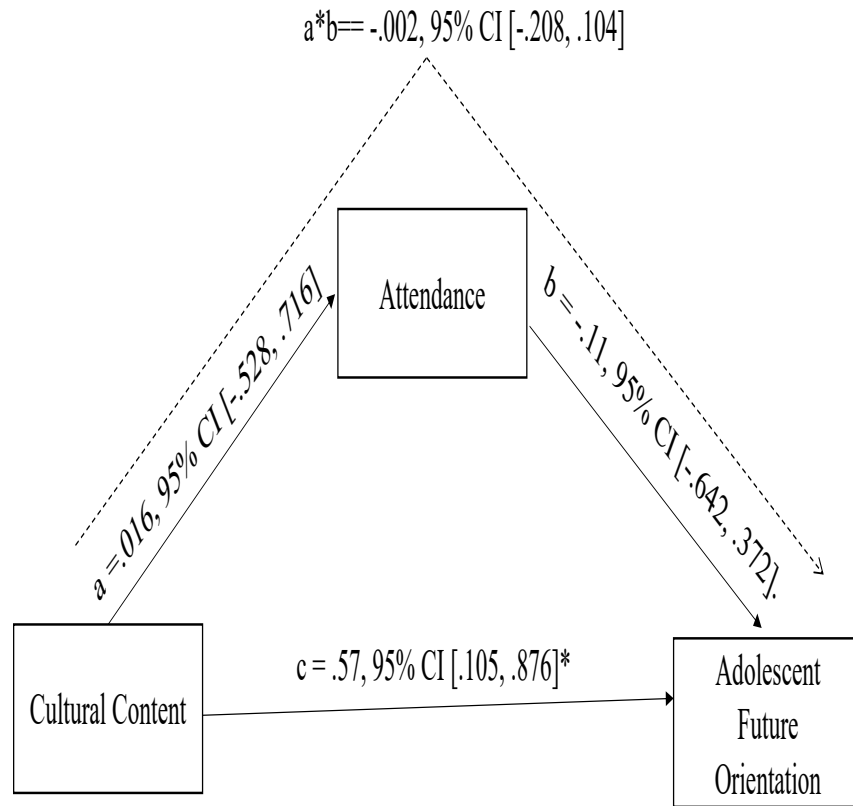 a*b== -.002, 95% CI [-.208, .104]
Attendance
a =.016, 95% CI [-.528, .716]
b = -.11, 95% CI [-.642, .372].
c = .57, 95% CI [.105, .876]*
Cultural Content
Adolescent
Future
Orientation